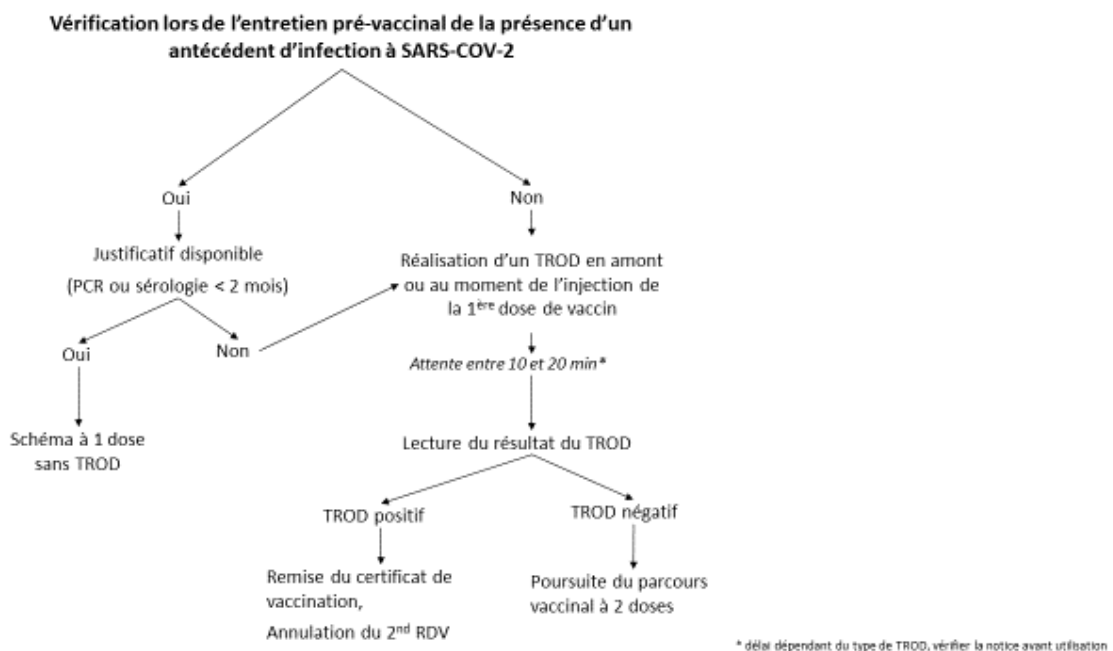 Vérification lors de l'entretien pré-vaccinal de la présence d'un
antécédent d'infection à SARS-COV-2
Oui
Non
Justificatif disponible
(PCR ou sérologie < 2 mois)
Réalisation d'un TROD en amont
ou au moment de l'injection de
la 1ère dose de vaccin
Oui
Non
Attente entre 10 et 20 min*
Schéma à 1 dose
sans TROD
Lecture du résultat du TROD
TROD positif
TROD négatif
Remise du certificat de
vaccination,
Annulation du 2nd RDV
Poursuite du parcours
vaccinal à 2 doses
* délai dépendant du type de TROD, vérifier la notice avant utilisation